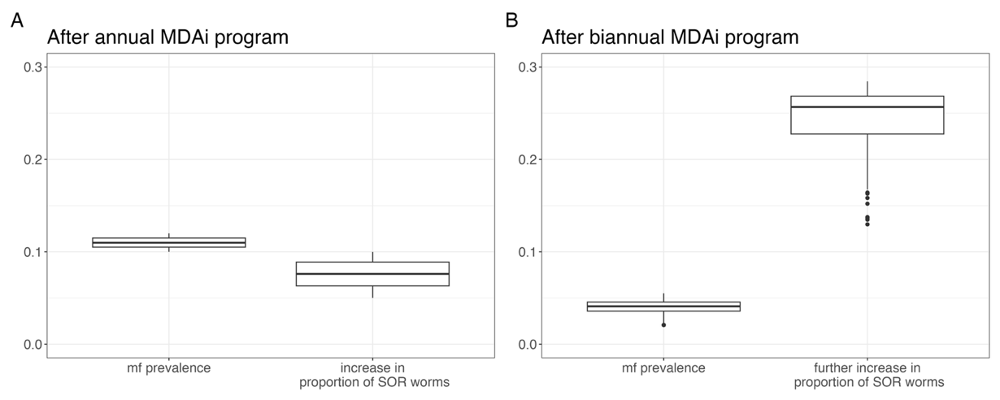 A
After annual MDAi program
0.3
0.2
0.1
0.0
mf prevalence
increase in
proportion of SOR worms
B
After biannual MDAi program
0.3
0.2
0.1
0.0
mf prevalence
further increase in
proportion of SOR worms